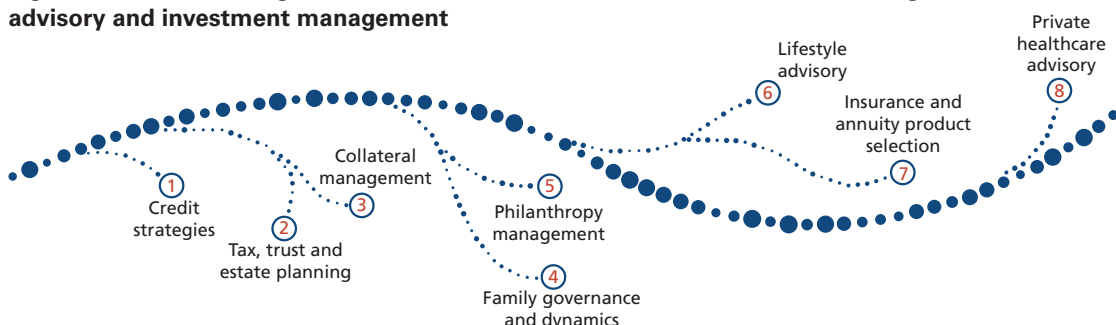 advisory and investment management
1
Credit
strategies
2
Tax, trust and
estate planning
Collateral
management
3
4
Family governance
and dynamics
5
Philanthropy
management
Lifestyle
advisory
6
Insurance and
annuity product
selection
7
Private
healthcare
advisory
8